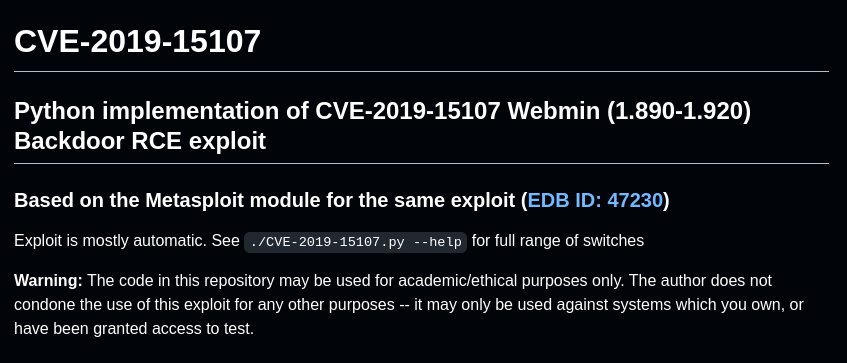 CVE-2019-15107
Python implementation of CVE-2019-15107 Webmin (1.890-1.920)
Backdoor RCE exploit
Based on the Metasploit module for the same exploit (EDB ID: 47230)
Exploit is mostly automatic. See ./CVE-2019-15107.py --help for full range of switches
Warning: The code in this repository may be used for academic/ethical purposes only. The author does not
condone the use of this exploit for any other purposes -- it may only be used against systems which you own, or
have been granted access to test.